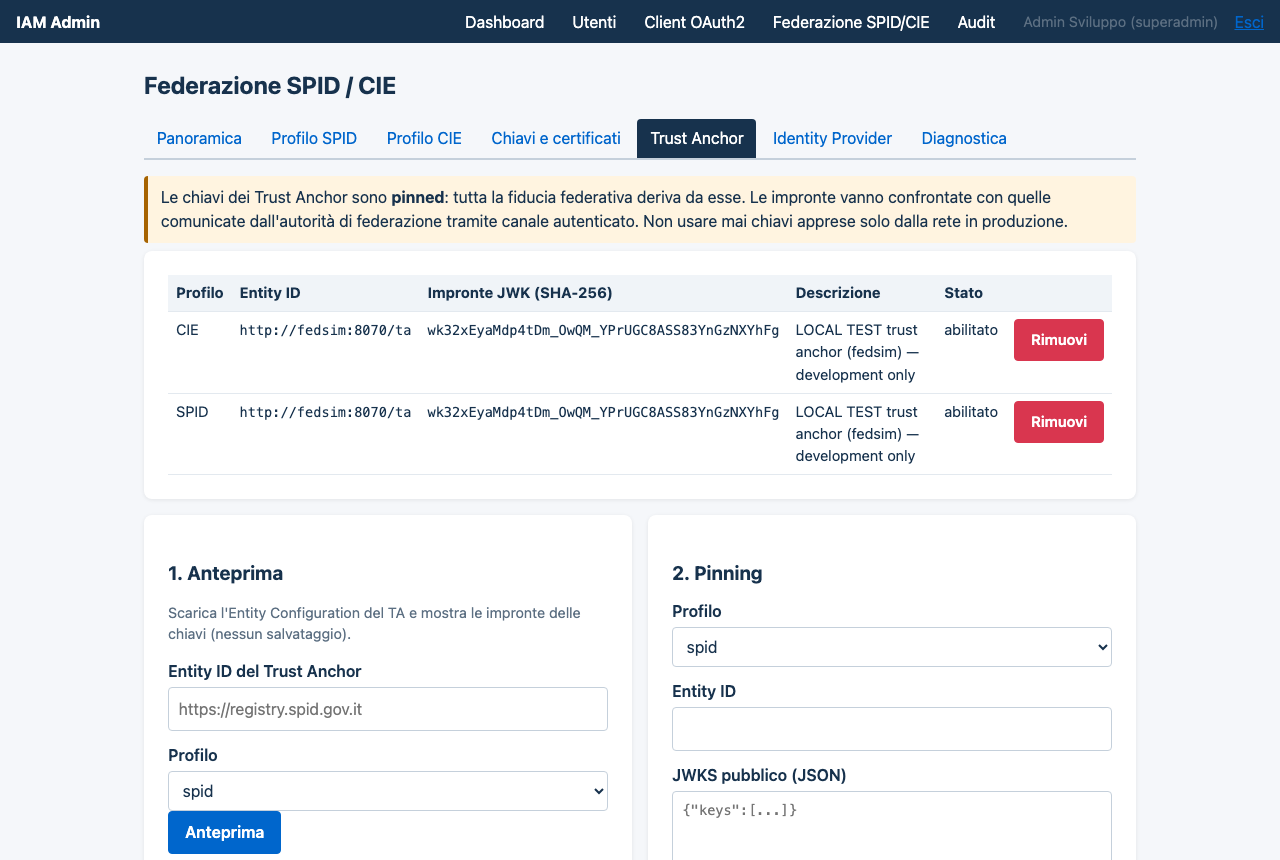 IAM Admin Dashboard Utenti Client OAuth2 Federazione SPID/CIE Audit Admin Sviluppo (superadmin) Esci
Federazione SPID / CIE
Panoramica Profilo SPID Profilo CIE Chiavi e certificati Trust Anchor Identity Provider Diagnostica
Le chiavi dei Trust Anchor sono pinned: tutta la fiducia federativa deriva da esse. Le impronte vanno confrontate con quelle
comunicate dall'autorità di federazione tramite canale autenticato. Non usare mai chiavi apprese solo dalla rete in produzione.
Profilo Entity ID Impronte JWK (SHA-256) Descrizione Stato
CIE http://fedsim:8070/ta wk32xEyaMdp4tDm_OwQM_YPrUGC8ASS83YnGzNXYhFg LOCAL TEST trust abilitato Rimuovi
anchor (fedsim) —
development only
SPID http://fedsim:8070/ta wk32xEyaMdp4tDm_OwQM_YPrUGC8ASS83YnGzNXYhFg LOCAL TEST trust abilitato Rimuovi
anchor (fedsim) —
development only
1. Anteprima
Scarica l'Entity Configuration del TA e mostra le impronte delle
chiavi (nessun salvataggio).
Entity ID del Trust Anchor
https://registry.spid.gov.it
Profilo
spid
Anteprima
2. Pinning
Profilo
spid
Entity ID
JWKS pubblico (JSON)
{"keys":[...]}